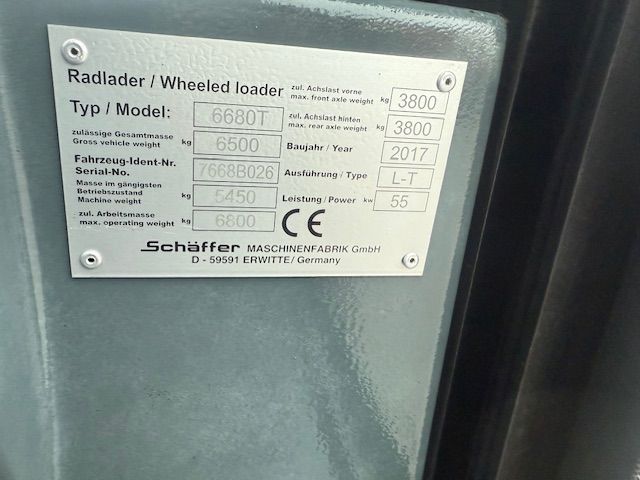 Radlader / Wheeled loader
Typ / Model: 6680T
zulässige Gesamtmasse
Gross vehicle weight kg 6500
Fahrzeug-Ident-Nr.
Serial-No. 7668B026
Masse im gängigsten
Betriebszustand
Machine weight kg 5450
zul. Arbeitsmasse
max. operating weight kg 6800
zul. Achslast vorne
max. front axle weight kg 3800
zul. Achslast hinten
max. rear axle weight kg 3800
Baujahr / Year 2017
Ausführung / Type L-T
Leistung / Power kw 55
CE
Schäffer MASCHINENFABRIK GmbH
D - 59591 ERWITTE / Germany